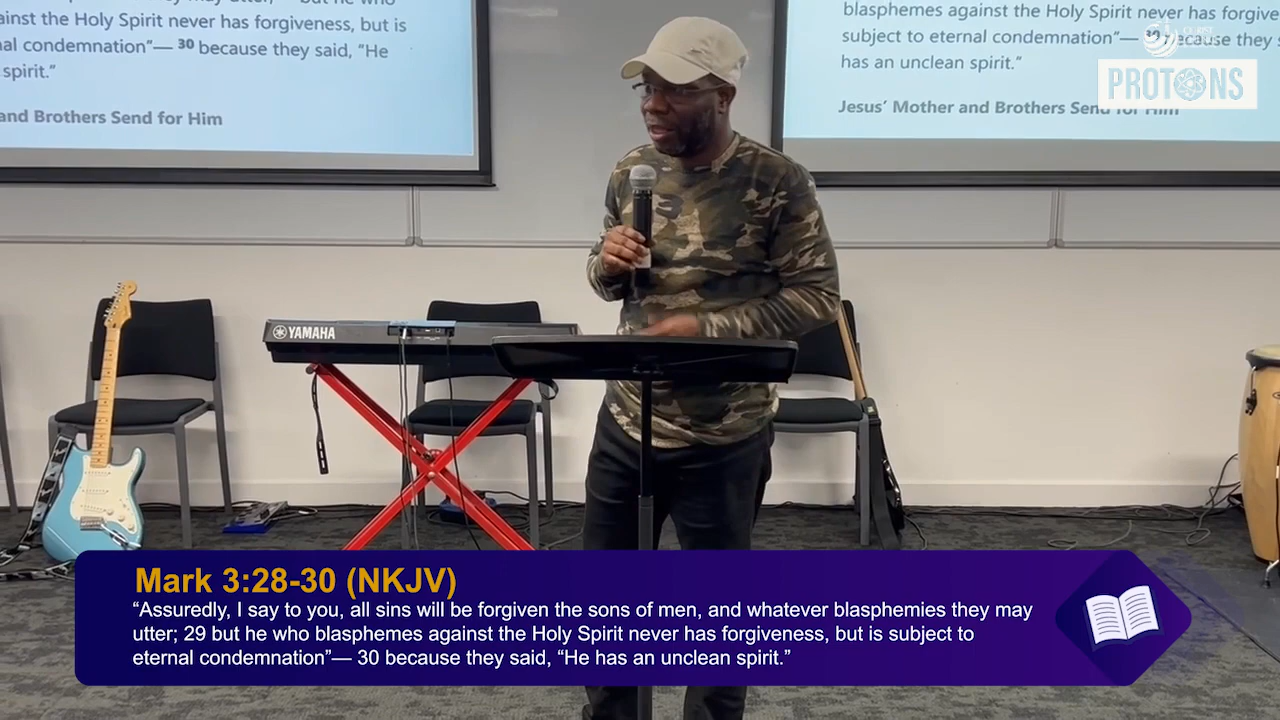 ainst the Holy Spirit never has forgiveness, but is
al condemnation”— 30 because they said, “He
spirit.”
and Brothers Send for Him
blasphemes against the Holy Spirit never has forgive
subject to eternal condemnation”— 30 because they s
has an unclean spirit.”
Jesus’ Mother and Brothers Send for Him
PROTONS
YAMAHA
Mark 3:28-30 (NKJV)
“Assuredly, I say to you, all sins will be forgiven the sons of men, and whatever blasphemies they may
utter; 29 but he who blasphemes against the Holy Spirit never has forgiveness, but is subject to
eternal condemnation”— 30 because they said, “He has an unclean spirit.”